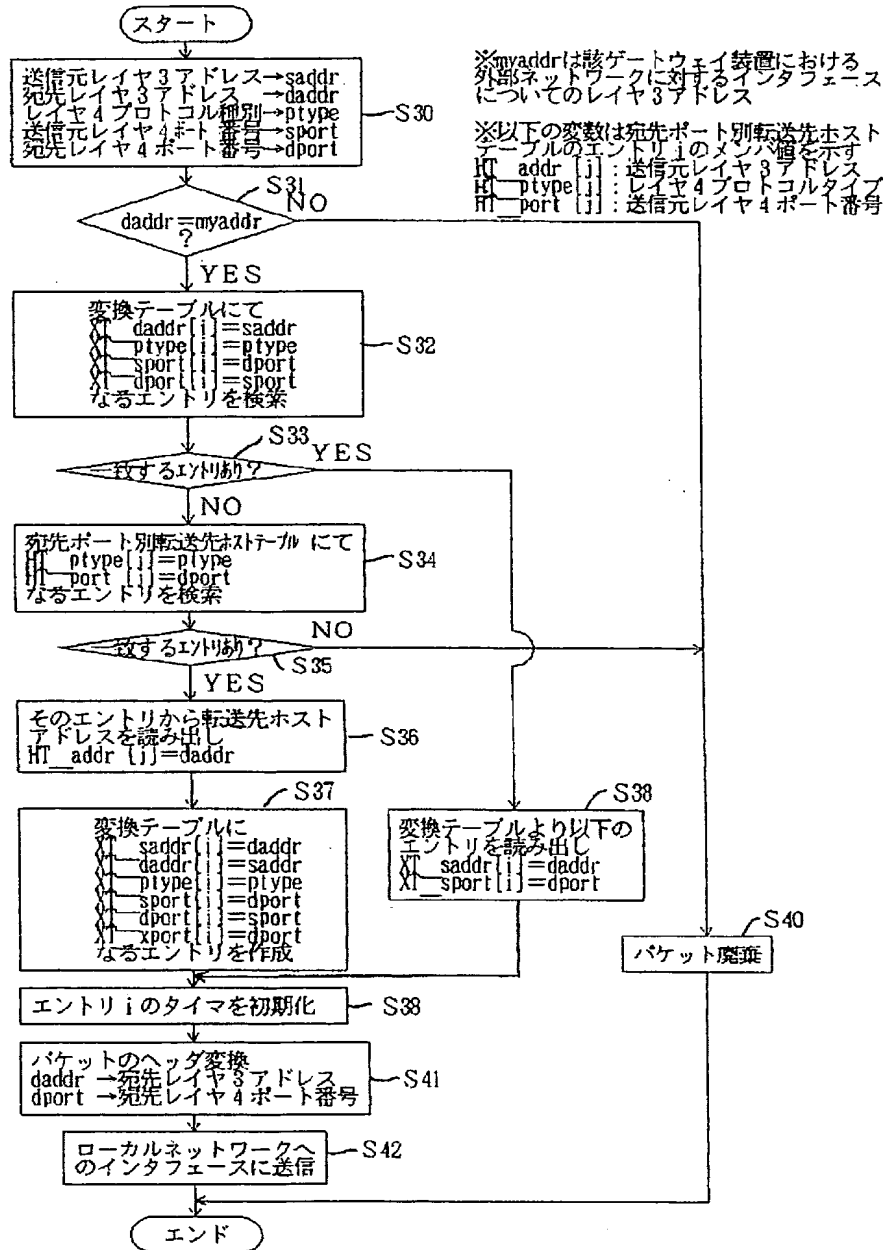 スタート
送信元レイヤ3アドレス→saddr
宛先レイヤ3アドレス →daddr
レイヤ4プロトコル種別→ptype
送信元レイヤ4ポート番号→sport
宛先レイヤ4ポート番号→dport
S30
※myaddrは該ゲートウェイ装置における
外部ネットワークに対するインタフェース
についてのレイヤ3アドレス
※以下の変数は宛先ポート別転送先ホスト
テーブルのエントリjのメンバ値を示す
HT__addr [j]:送信元レイヤ3アドレス
HT__ptype[j]:レイヤ4プロトコルタイプ
HT__port [j]:送信元レイヤ4ポート番号
S31
daddr=myaddr
?
NO
YES
変換テーブルにて
XT__daddr[i]=saddr
XT__ptype[i]=ptype
XT__sport[i]=dport
XT__dport[i]=sport
なるエントリを検索
S32
S33
一致するエントリあり?
YES
NO
宛先ポート別転送先ホストテーブル にて
HT__ptype[j]=ptype
HT__port [j]=dport
なるエントリを検索
S34
一致するエントリあり?
NO
S35
YES
そのエントリから転送先ホスト
アドレスを読み出し
HT__addr [j]=daddr
S36
S37
変換テーブルに
XT__saddr[i]=daddr
XT__daddr[i]=saddr
XT__ptype[i]=ptype
XT__sport[i]=dport
XT__dport[i]=sport
XT__xport[i]=dport
なるエントリを作成
S38
変換テーブルより以下の
エントリを読み出し
XT__saddr[i]=daddr
XT__sport[i]=dport
S40
パケット廃棄
エントリiのタイマを初期化
S38
パケットのヘッダ変換
daddr →宛先レイヤ3アドレス
dport →宛先レイヤ4ポート番号
S41
ローカルネットワークへ
のインタフェースに送信
S42
エンド